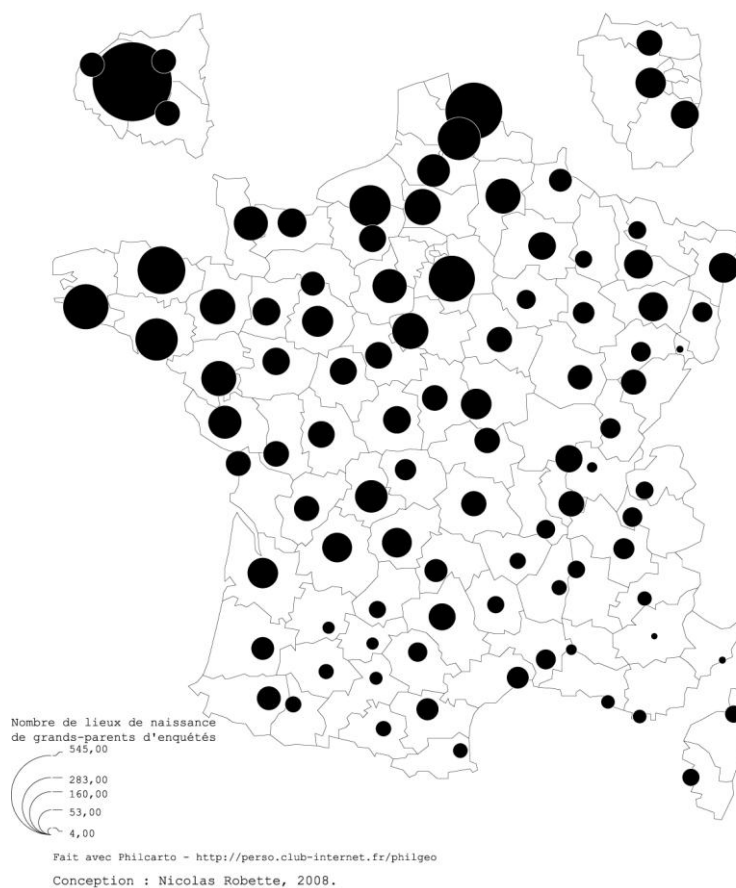 Nombre de lieux de naissance
de grands-parents d'enquétés
545,00
283,00
160,00
53,00
4,00
Fait avec Philcarto - http://perso.club-internet.fr/philgeo
Conception : Nicolas Robette, 2008.